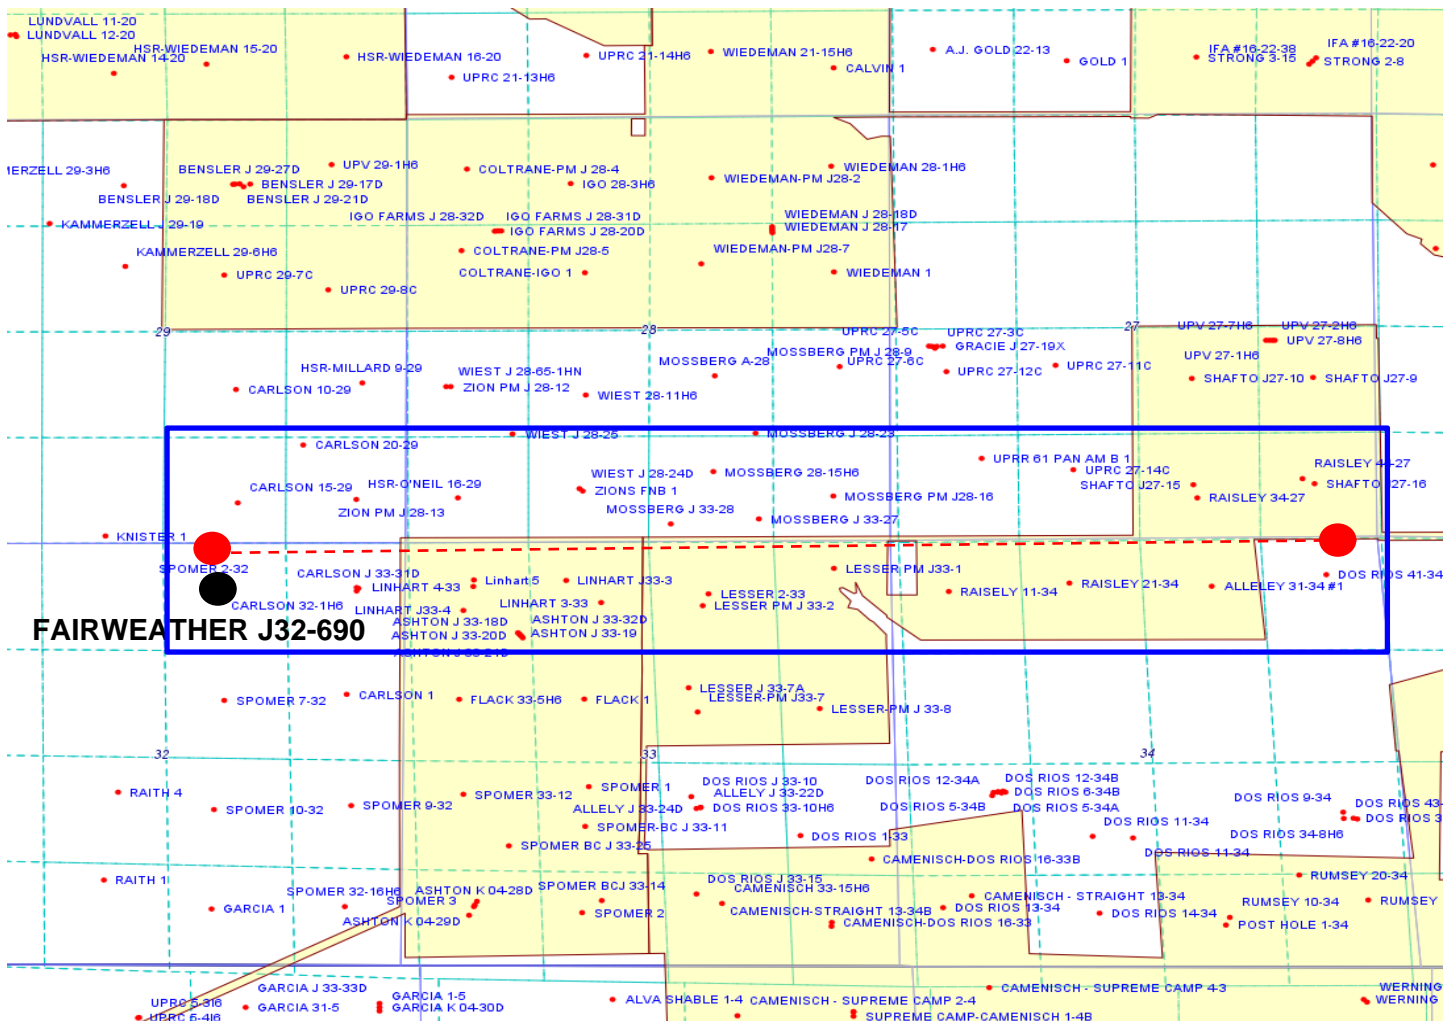 LUNDVALL 11-20
LUNDVALL 12-20
HSR-WIEDEMAN 15-20
HSR-WIEDEMAN 14-20
HSR-WIEDEMAN 16-20
UPRC 21-13H6
UPRC 21-14H6
WIEDEMAN 21-15H6
CALVIN 1
A.J. GOLD 22-13
GOLD 1
IFA #16-22-38
STRONG 3-15
IFA #16-22-20
STRONG 2-8
MERZELL 29-3H6
BENSLER J 29-27D
BENSLER J 29-17D
BENSLER J 29-18D
BENSLER J 29-21D
UPV 29-1H6
COLTRANE-PM J 28-4
IGO 28-3H6
WIEDEMAN-PM J28-2
WIEDEMAN 28-1H6
KAMMERZELL J 29-19
IGO FARMS J 28-32D
IGO FARMS J 28-31D
IGO FARMS J 28-20D
WIEDEMAN J 28-18D
WIEDEMAN J 28-17
KAMMERZELL 29-6H6
UPRC 29-7C
UPRC 29-8C
COLTRANE-PM J28-5
COLTRANE-IGO 1
WIEDEMAN-PM J28-7
WIEDEMAN 1
29
28
27
UPRC 27-5C
UPRC 27-3C
MOSSBERG PM J 28-9
GRACIE J 27-19X
UPRC 27-6C
UPRC 27-12C
UPRC 27-11C
UPV 27-7H6
UPV 27-2H6
UPV 27-8H6
UPV 27-1H6
SHAFTO J27-10
SHAFTO J27-9
HSR-MILLARD 9-29
CARLSON 10-29
WIEST J 28-65-1HN
ZION PM J 28-12
WIEST 28-11H6
MOSSBERG A-28
CARLSON 20-29
WIEST J 28-25
MOSSBERG J 28-23
UPRR 61 PAN AM B 1
UPRC 27-14C
SHAFTO J27-15
RAISLEY 34-27
RAISLEY 44-27
SHAFTO J27-16
CARLSON 15-29
HSR-O'NEIL 16-29
ZION PM J 28-13
WIEST J 28-24D
ZIONS FNB 1
MOSSBERG 28-15H6
MOSSBERG PM J28-16
MOSSBERG J 33-28
MOSSBERG J 33-27
KNISTER 1
SPOMER 2-32
CARLSON 32-1H6
CARLSON J 33-31D
LINHART 4-33
Linhart 5
LINHART J33-3
LINHART 3-33
LINHART J33-4
LESSER PM J33-1
LESSER 2-33
LESSER PM J 33-2
RAISELY 11-34
RAISLEY 21-34
ALLELEY 31-34 #1
DOS RIOS 41-34
FAIRWEATHER J32-690
ASHTON J 33-18D
ASHTON J 33-32D
ASHTON J 33-20D
ASHTON J 33-19
ASHTON J 33-21D
SPOMER 7-32
CARLSON 1
FLACK 33-5H6
FLACK 1
LESSER J 33-7A
LESSER-PM J33-7
LESSER-PM J 33-8
32
33
34
RAITH 4
SPOMER 10-32
SPOMER 9-32
SPOMER 33-12
SPOMER 1
ALLELY J 33-24D
DOS RIOS J 33-10
ALLELY J 33-22D
DOS RIOS 33-10H6
DOS RIOS 12-34A
DOS RIOS 12-34B
DOS RIOS 6-34B
DOS RIOS 5-34B
DOS RIOS 5-34A
DOS RIOS 9-34
DOS RIOS 43-
DOS RIOS 3
DOS RIOS 34-8H6
DOS RIOS 11-34
DOS RIOS 11-34
SPOMER-BC J 33-11
DOS RIOS 1-33
SPOMER BC J 33-25
CAMENISCH-DOS RIOS 16-33B
RAITH 1
GARCIA 1
SPOMER 32-16H6
ASHTON K 04-28D
SPOMER 3
ASHTON K 04-29D
SPOMER BCJ 33-14
SPOMER 2
DOS RIOS J 33-15
CAMENISCH 33-15H6
CAMENISCH-STRAIGHT 13-34B
CAMENISCH-DOS RIOS 16-33
CAMENISCH - STRAIGHT 13-34
DOS RIOS 13-34
DOS RIOS 14-34
RUMSEY 20-34
RUMSEY 10-34
RUMSEY
POST HOLE 1-34
GARCIA J 33-33D
UPRC 5-3I6
GARCIA 31-5
UPRC 5-4I6
GARCIA 1-5
GARCIA K 04-30D
ALVA SHABLE 1-4
CAMENISCH - SUPREME CAMP 2-4
SUPREME CAMP-CAMENISCH 1-4B
CAMENISCH - SUPREME CAMP 4-3
WERNING
WERNING